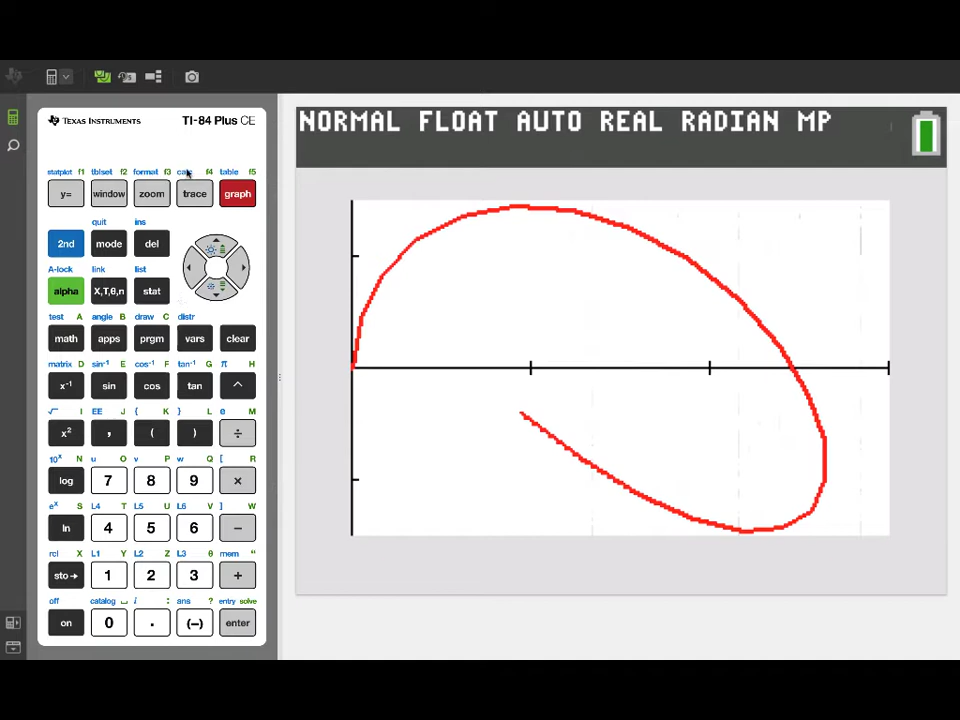 NORMAL FLOAT AUTO REAL RADIAN MP
TEXAS INSTRUMENTS TI-84 Plus CE
statplot f1 tblset f2 format f3 f4 table f5
y= window zoom trace graph
quit ins
2nd mode del
A-lock link list
alpha X,T,θ,n stat
test A angle B draw C distr
math apps prgm vars clear
matrix D sin⁻¹ E cos⁻¹ F tan⁻¹ G π H
x⁻¹ sin cos tan ^
√ I EE J { K } L e M
x² , ( ) ÷
10ˣ N u O v P w Q [ R
log 7 8 9 ×
eˣ S L4 T L5 U L6 V ] W
ln 4 5 6 −
rcl X L1 Y L2 Z L3 θ mem "
sto→ 1 2 3 +
off catalog ⎵ i : ans ? entry solve
on 0 . (−) enter